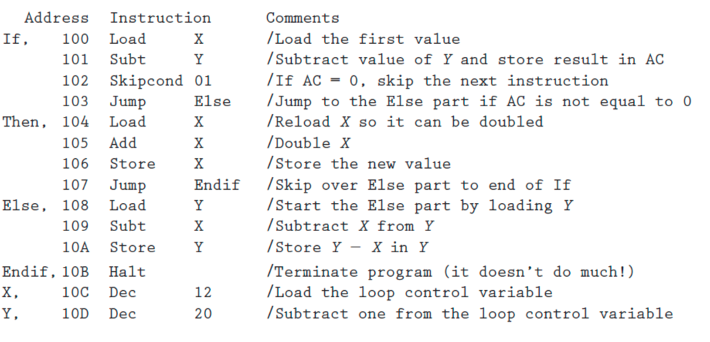 Address Instruction Comments
If, 100 Load X /Load the first value
101 Subt Y /Subtract value of Y and store result in AC
102 Skipcond 01 /If AC = 0, skip the next instruction
103 Jump Else /Jump to the Else part if AC is not equal to 0
Then, 104 Load X /Reload X so it can be doubled
105 Add X /Double X
106 Store X /Store the new value
107 Jump Endif /Skip over Else part to end of If
Else, 108 Load Y /Start the Else part by loading Y
109 Subt X /Subtract X from Y
10A Store Y /Store Y − X in Y
Endif, 10B Halt /Terminate program (it doesn't do much!)
X, 10C Dec 12 /Load the loop control variable
Y, 10D Dec 20 /Subtract one from the loop control variable